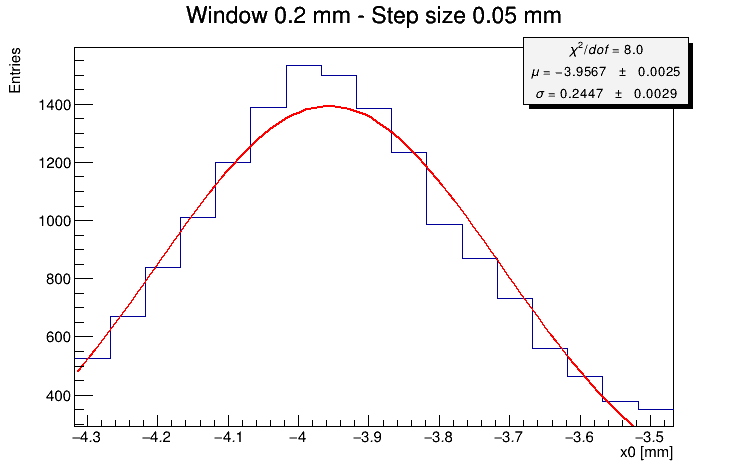 Window 0.2 mm - Step size 0.05 mm
Entries
χ²/dof = 8.0
μ = −3.9567 ± 0.0025
σ = 0.2447 ± 0.0029
1400
1200
1000
800
600
400
−4.3 −4.2 −4.1 −4 −3.9 −3.8 −3.7 −3.6 −3.5
x0 [mm]